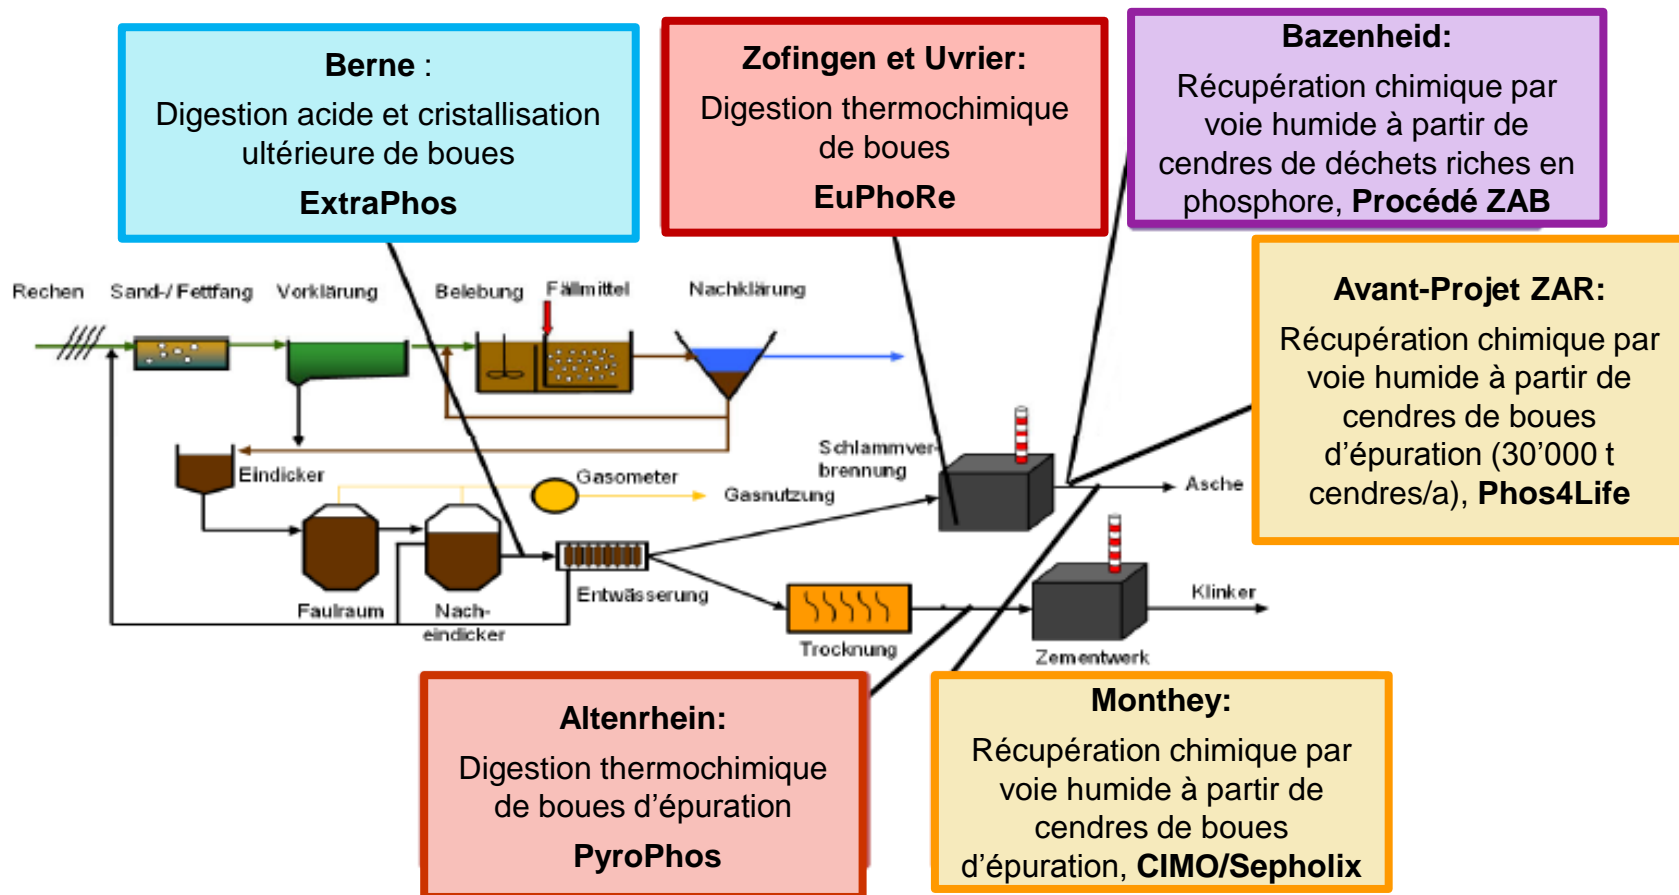 Berne :
Digestion acide et cristallisation
ultérieure de boues
ExtraPhos
Zofingen et Uvrier:
Digestion thermochimique
de boues
EuPhoRe
Bazenheid:
Récupération chimique par
voie humide à partir de
cendres de déchets riches en
phosphore, Procédé ZAB
Avant-Projet ZAR:
Récupération chimique par
voie humide à partir de
cendres de boues
d'épuration (30'000 t
cendres/a), Phos4Life
Rechen
Sand-/ Fettfang
Vorklärung
Belebung
Fällmittel
Nachklärung
Eindicker
Gasometer
Gasnutzung
Schlammver-
brennung
Asche
Faulraum
Nach-
eindicker
Entwässerung
Trocknung
Zementwerk
Klinker
Altenrhein:
Digestion thermochimique
de boues d'épuration
PyroPhos
Monthey:
Récupération chimique par
voie humide à partir de
cendres de boues
d'épuration, CIMO/Sepholix